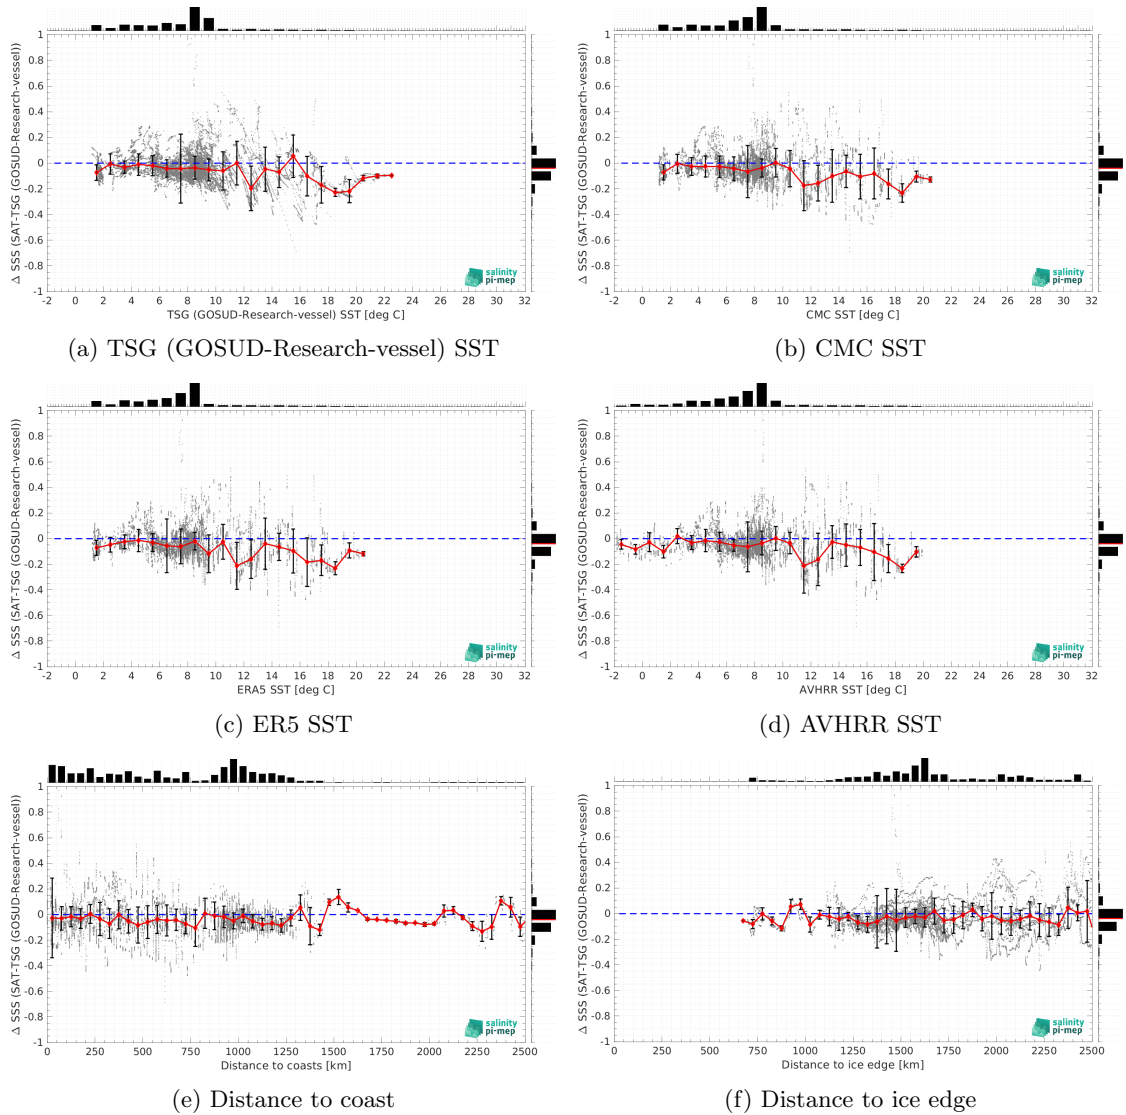 Δ SSS (SAT-TSG (GOSUD-Research-vessel))
1
0.8
0.6
0.4
0.2
0
-0.2
-0.4
-0.6
-0.8
-1
salinity
pi-mep
-2 0 2 4 6 8 10 12 14 16 18 20 22 24 26 28 30 32
TSG (GOSUD-Research-vessel) SST [deg C]
(a) TSG (GOSUD-Research-vessel) SST
Δ SSS (SAT-TSG (GOSUD-Research-vessel))
1
0.8
0.6
0.4
0.2
0
-0.2
-0.4
-0.6
-0.8
-1
salinity
pi-mep
-2 0 2 4 6 8 10 12 14 16 18 20 22 24 26 28 30 32
CMC SST [deg C]
(b) CMC SST
Δ SSS (SAT-TSG (GOSUD-Research-vessel))
1
0.8
0.6
0.4
0.2
0
-0.2
-0.4
-0.6
-0.8
-1
salinity
pi-mep
-2 0 2 4 6 8 10 12 14 16 18 20 22 24 26 28 30 32
ERA5 SST [deg C]
(c) ER5 SST
Δ SSS (SAT-TSG (GOSUD-Research-vessel))
1
0.8
0.6
0.4
0.2
0
-0.2
-0.4
-0.6
-0.8
-1
salinity
pi-mep
-2 0 2 4 6 8 10 12 14 16 18 20 22 24 26 28 30 32
AVHRR SST [deg C]
(d) AVHRR SST
Δ SSS (SAT-TSG (GOSUD-Research-vessel))
1
0.8
0.6
0.4
0.2
0
-0.2
-0.4
-0.6
-0.8
-1
salinity
pi-mep
0 250 500 750 1000 1250 1500 1750 2000 2250 2500
Distance to coasts [km]
(e) Distance to coast
Δ SSS (SAT-TSG (GOSUD-Research-vessel))
1
0.8
0.6
0.4
0.2
0
-0.2
-0.4
-0.6
-0.8
-1
salinity
pi-mep
0 250 500 750 1000 1250 1500 1750 2000 2250 2500
Distance to ice edge [km]
(f) Distance to ice edge